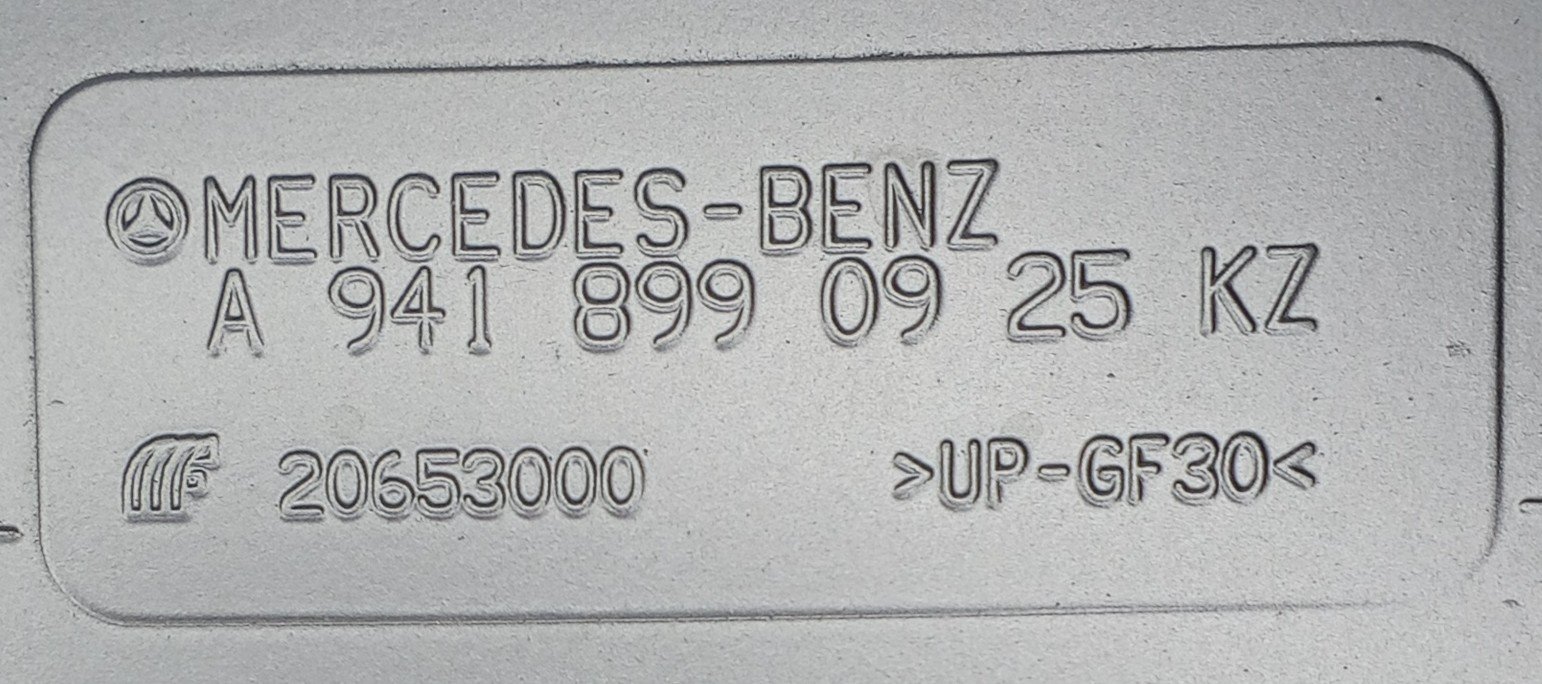 MERCEDES-BENZ
A 941 899 09 25 KZ
20653000 >UP-GF30<